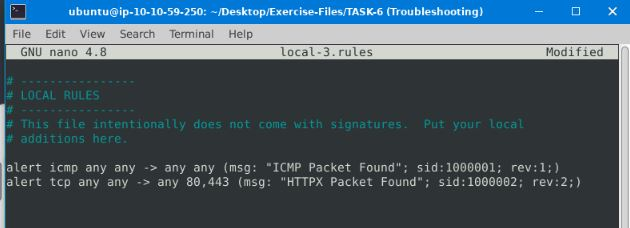 ubuntu@ip-10-10-59-250: ~/Desktop/Exercise-Files/TASK-6 (Troubleshooting)
File Edit View Search Terminal Help
GNU nano 4.8 local-3.rules Modified
# ----------------
# LOCAL RULES
# ----------------
# This file intentionally does not come with signatures.  Put your local
# additions here.
alert icmp any any -> any any (msg: "ICMP Packet Found"; sid:1000001; rev:1;)
alert tcp any any -> any 80,443 (msg: "HTTPX Packet Found"; sid:1000002; rev:2;)